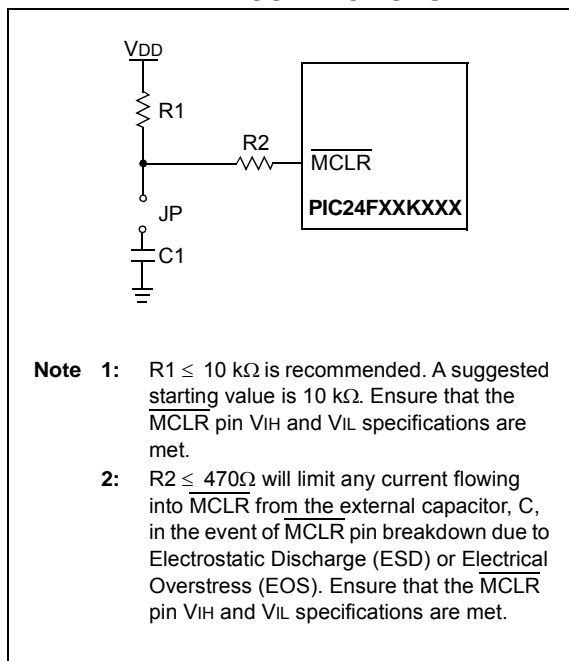 VDD
R1
R2
MCLR
PIC24FXXKXXX
JP
C1
Note 1: R1 ≤ 10 kΩ is recommended. A suggested
starting value is 10 kΩ. Ensure that the
MCLR pin VIH and VIL specifications are
met.
2: R2 ≤ 470Ω will limit any current flowing
into MCLR from the external capacitor, C,
in the event of MCLR pin breakdown due to
Electrostatic Discharge (ESD) or Electrical
Overstress (EOS). Ensure that the MCLR
pin VIH and VIL specifications are met.